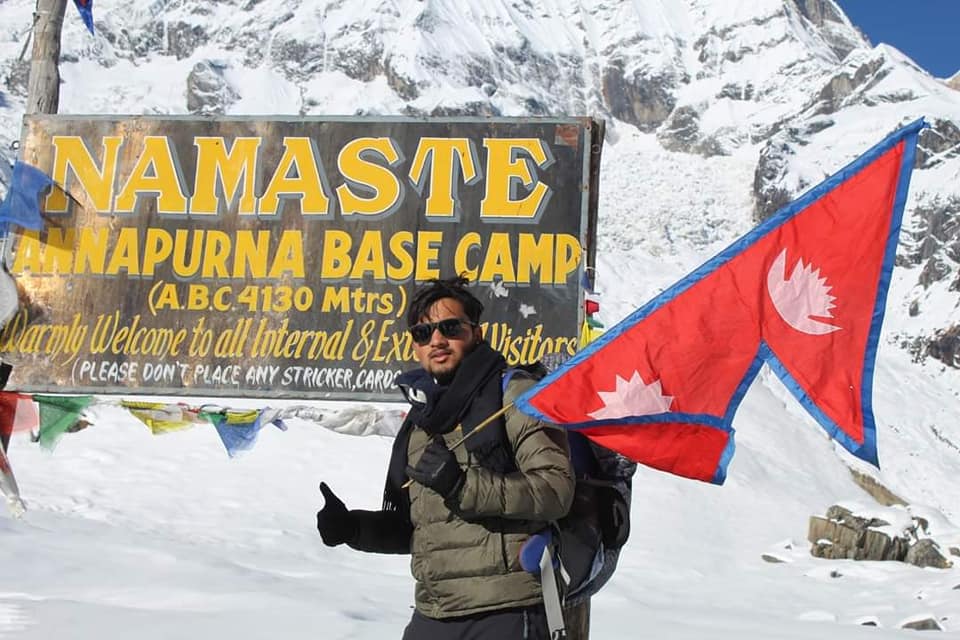 NAMASTE
ANNAPURNA BASE CAMP
(A.B.C 4130 Mtrs)
Warmly Welcome to all Internal & Visitors
(PLEASE DON'T PLACE ANY STRICKER,